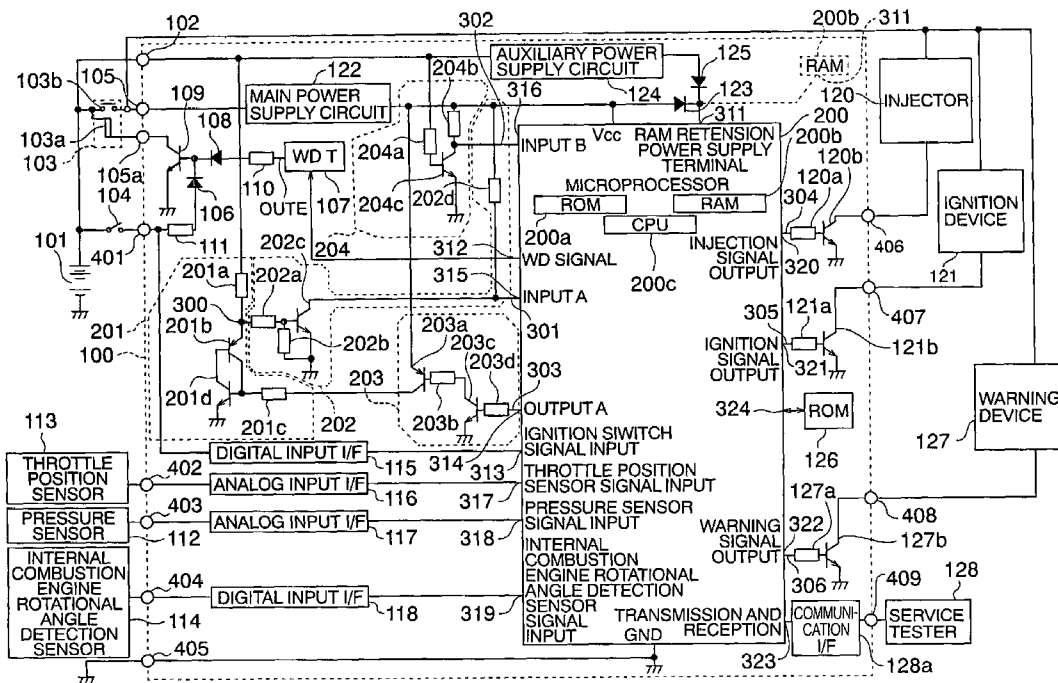 102
302
200b
311
103b
105
122
204b
AUXILIARY POWER
SUPPLY CIRCUIT
125
RAM
109
MAIN POWER
SUPPLY CIRCUIT
316
124
123
120
INJECTOR
103a
108
103
105a
104
WD T
204a
INPUT B
Vcc
311
RAM RETENTION
POWER SUPPLY
TERMINAL
200
200b
120b
120a
304
110
107
OUTE
202d
204c
MICROPROCESSOR
ROM
RAM
CPU
200a
200c
IGNITION
DEVICE
106
101
401
111
202c
204
312
WD SIGNAL
INJECTION
SIGNAL
OUTPUT
320
406
121
201a
202a
315
INPUT A
121a
407
300
201
201b
100
202b
203a
301
305
IGNITION
SIGNAL
OUTPUT
321
121b
203c
203d
303
201d
203
203b
OUTPUT A
324
ROM
WARNING
DEVICE
201c
202
314
IGNITION SIWITCH
SIGNAL INPUT
313
126
127
113
THROTTLE
POSITION
SENSOR
402
DIGITAL INPUT I/F
115
ANALOG INPUT I/F
116
317
THROTTLE POSITION
SENSOR SIGNAL INPUT
127a
408
PRESSURE
SENSOR
112
403
ANALOG INPUT I/F
117
318
PRESSURE SENSOR
SIGNAL INPUT
WARNING
SIGNAL
OUTPUT
322
127b
INTERNAL
COMBUSTION
ENGINE
ROTATIONAL
ANGLE
DETECTION
SENSOR
114
404
DIGITAL INPUT I/F
118
319
INTERNAL
COMBUSTION
ENGINE ROTATIONAL
ANGLE DETECTION
SENSOR
SIGNAL
INPUT
306
409
128
TRANSMISSION AND
RECEPTION
GND
COMMUNI-
CATION
I/F
SERVICE
TESTER
405
323
128a